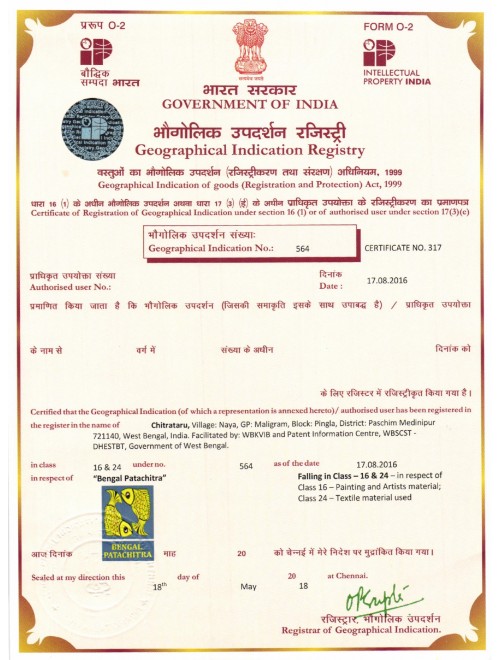 प्ररूप O-2
FORM O-2
बौद्धिक
सम्पदा भारत
INTELLECTUAL
PROPERTY INDIA
भारत सरकार
GOVERNMENT OF INDIA
भौगोलिक उपदर्शन रजिस्ट्री
Geographical Indication Registry
वस्तुओं का भौगोलिक उपदर्शन (रजिस्ट्रीकरण तथा संरक्षण) अधिनियम, 1999
Geographical Indication of goods (Registration and Protection) Act, 1999
धारा 16 (1) के अधीन भौगोलिक उपदर्शन अथवा धारा 17 (3) (ई) के अधीन प्राधिकृत उपयोक्ता के रजिस्ट्रीकरण का प्रमाणपत्र
Certificate of Registration of Geographical Indication under section 16 (1) or of authorised user under section 17(3)(e)
भौगोलिक उपदर्शन संख्याः
Geographical Indication No.: 564 CERTIFICATE NO. 317
प्राधिकृत उपयोक्ता संख्या दिनांक
Authorised user No.: Date : 17.08.2016
प्रमाणित किया जाता है कि भौगोलिक उपदर्शन (जिसकी समाकृति इसके साथ उपाबद्ध है) / प्राधिकृत उपयोक्ता
के नाम से वर्ग में संख्या के अधीन दिनांक को
के लिए रजिस्टर में रजिस्ट्रीकृत किया गया है।
Certified that the Geographical Indication (of which a representation is annexed hereto)/ authorised user has been registered in
the register in the name of Chitrataru, Village: Naya, GP: Maligram, Block: Pingla, District: Paschim Medinipur
721140, West Bengal, India. Facilitated by: WBKVIB and Patent Information Centre, WBSCST -
DHESTBT, Government of West Bengal.
in class 16 & 24 under no. 564 as of the date 17.08.2016
in respect of "Bengal Patachitra" Falling in Class – 16 & 24 – in respect of
Class 16 – Painting and Artists material;
Class 24 – Textile material used
BENGAL
PATACHITRA
आज दिनांक माह 20 को चेन्नई में मेरे निदेश पर मुद्रांकित किया गया।
Sealed at my direction this 18th day of May 20 18 at Chennai.
रजिस्ट्रार, भौगोलिक उपदर्शन
Registrar of Geographical Indication.